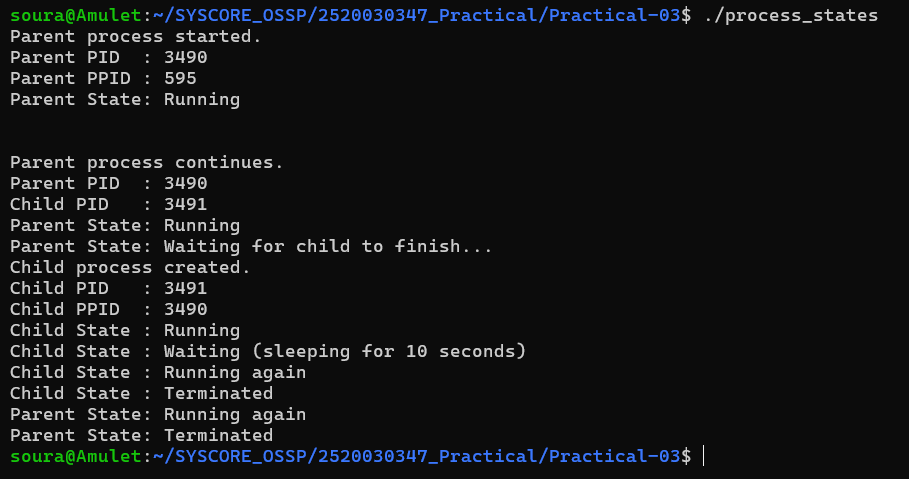 soura@Amulet:~/SYSCORE_OSSP/2520030347_Practical/Practical-03$ ./process_states
Parent process started.
Parent PID  : 3490
Parent PPID : 595
Parent State: Running
Parent process continues.
Parent PID  : 3490
Child PID   : 3491
Parent State: Running
Parent State: Waiting for child to finish...
Child process created.
Child PID   : 3491
Child PPID  : 3490
Child State : Running
Child State : Waiting (sleeping for 10 seconds)
Child State : Running again
Child State : Terminated
Parent State: Running again
Parent State: Terminated
soura@Amulet:~/SYSCORE_OSSP/2520030347_Practical/Practical-03$